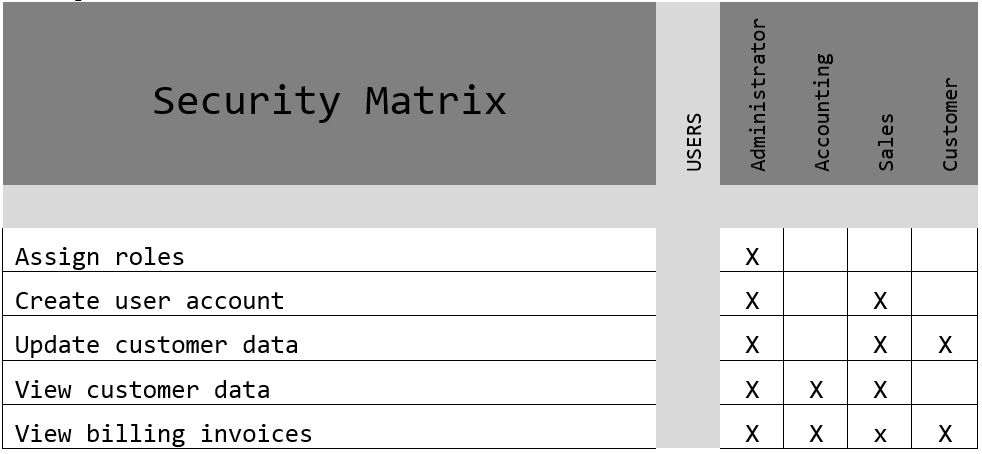 Security Matrix
USERS
Administrator
Accounting
Sales
Customer
Assign roles X
Create user account X X
Update customer data X X X
View customer data X X X
View billing invoices X X x X